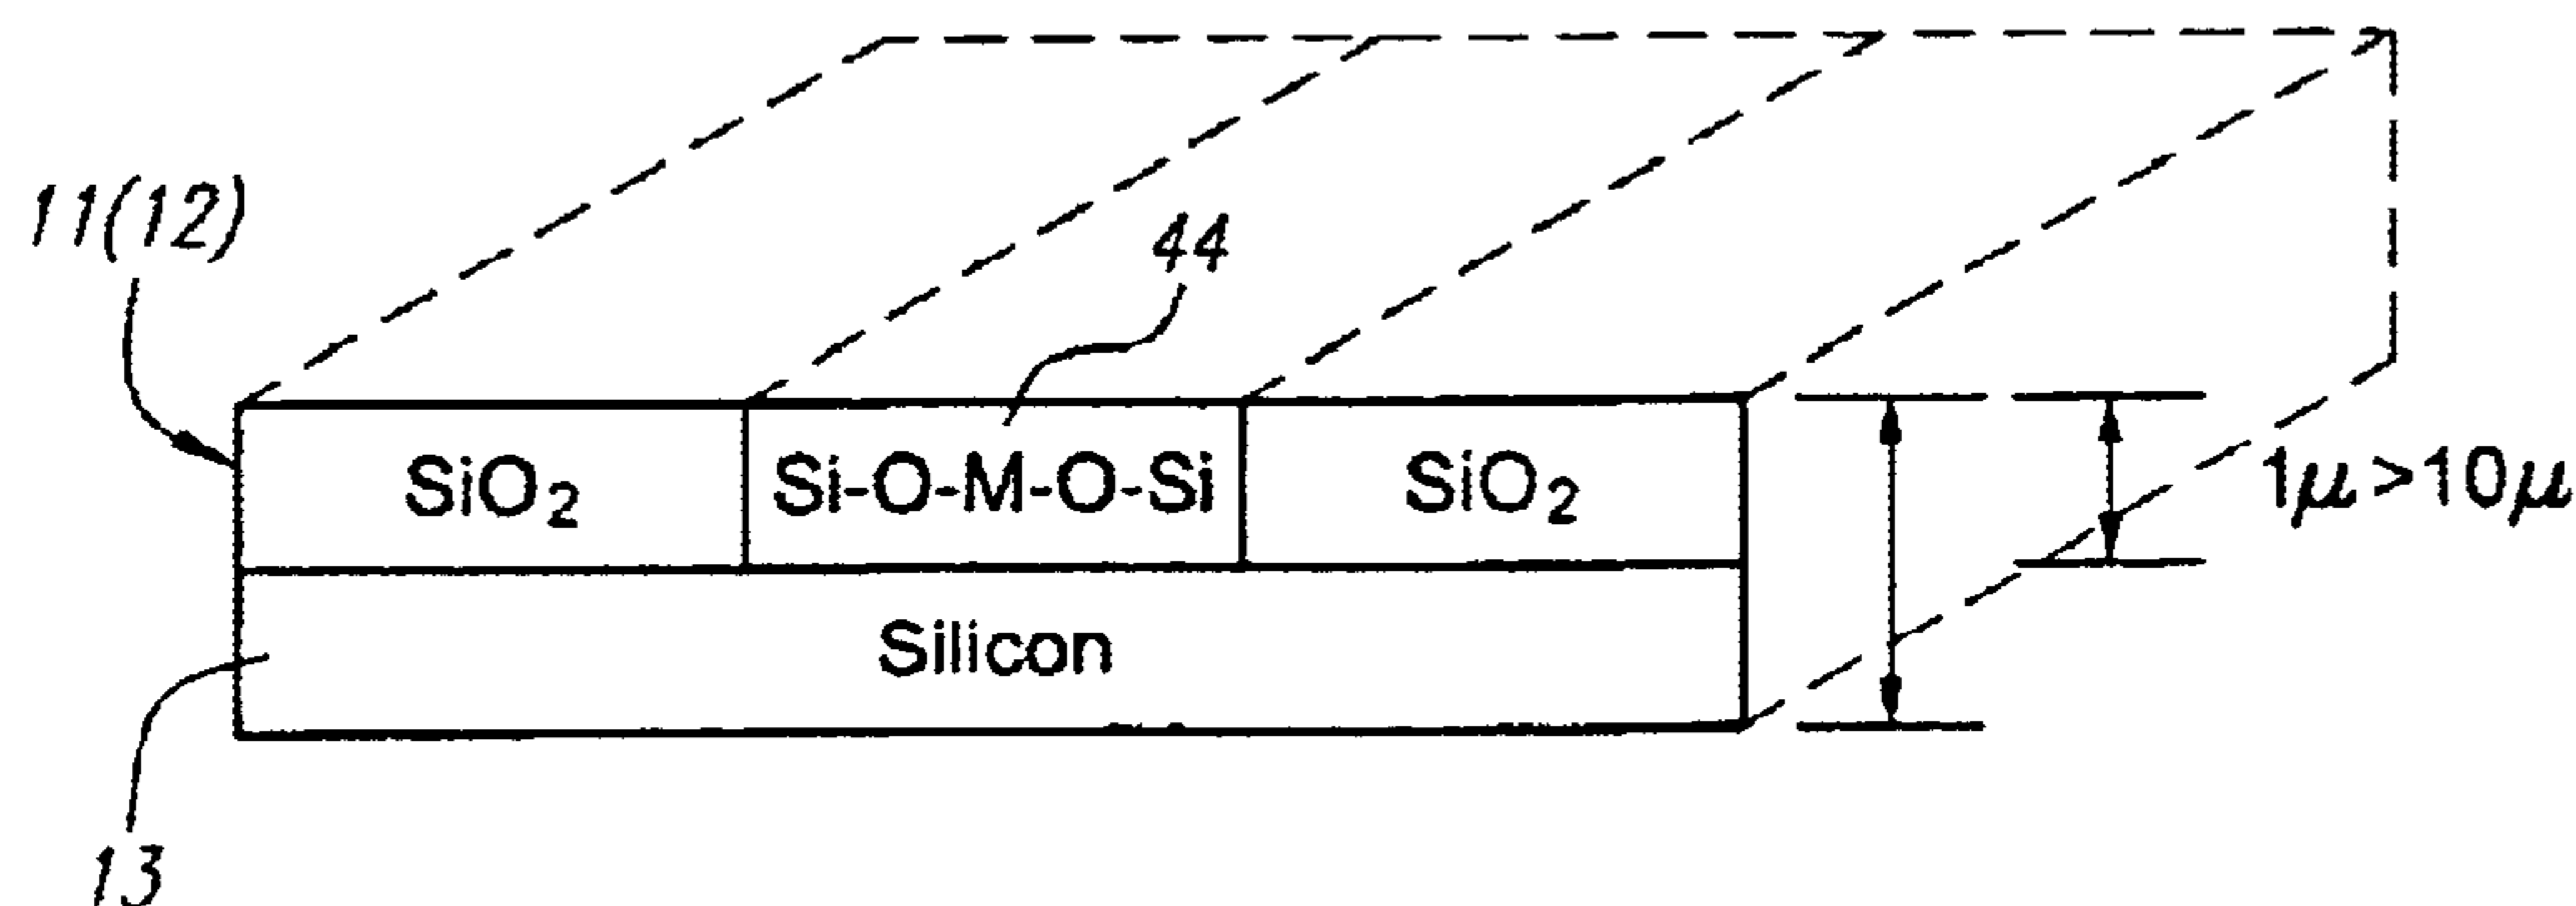 11(12)
44
SiO₂ Si-O-M-O-Si SiO₂
1μ>10μ
Silicon
13